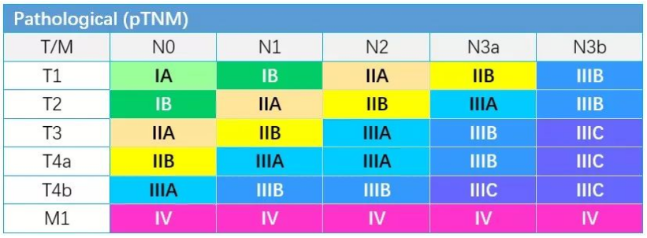 Pathological (pTNM)
T/M N0 N1 N2 N3a N3b
T1 IA IB IIA IIB IIIB
T2 IB IIA IIB IIIA IIIB
T3 IIA IIB IIIA IIIB IIIC
T4a IIB IIIA IIIA IIIB IIIC
T4b IIIA IIIB IIIB IIIC IIIC
M1 IV IV IV IV IV